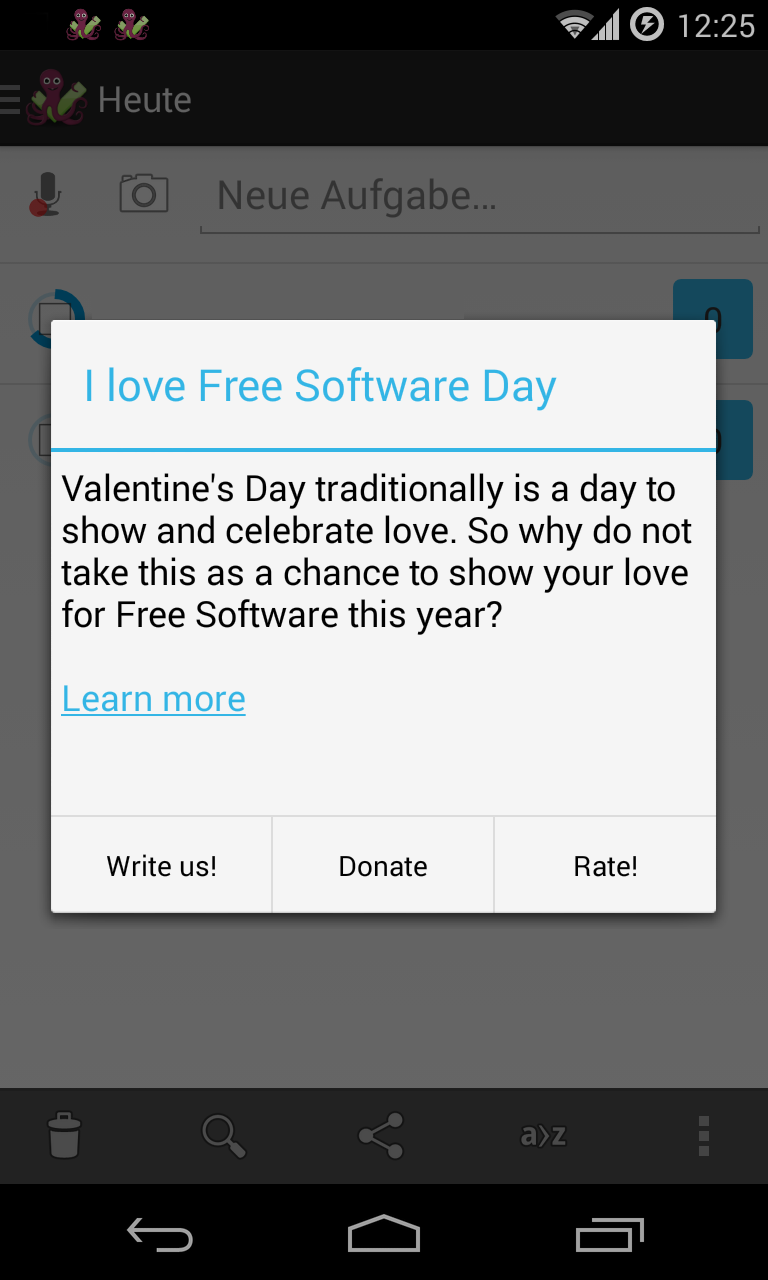 12:25
Heute
Neue Aufgabe...
0
I love Free Software Day
Valentine's Day traditionally is a day to
show and celebrate love. So why do not
take this as a chance to show your love
for Free Software this year?
Learn more
Write us!
Donate
Rate!
a>z